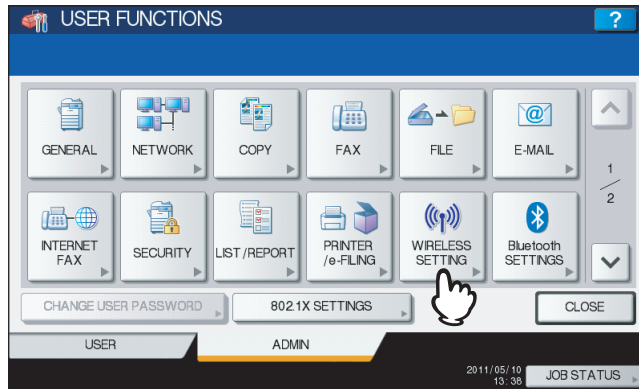 USER FUNCTIONS
?
GENERAL
NETWORK
COPY
FAX
FILE
E-MAIL
1
2
INTERNET
FAX
SECURITY
LIST /REPORT
PRINTER
/e-FILING
WIRELESS
SETTING
Bluetooth
SETTINGS
CHANGE USER PASSWORD
802.1X SETTINGS
CLOSE
USER
ADMIN
2011/05/10
13:38
JOB STATUS